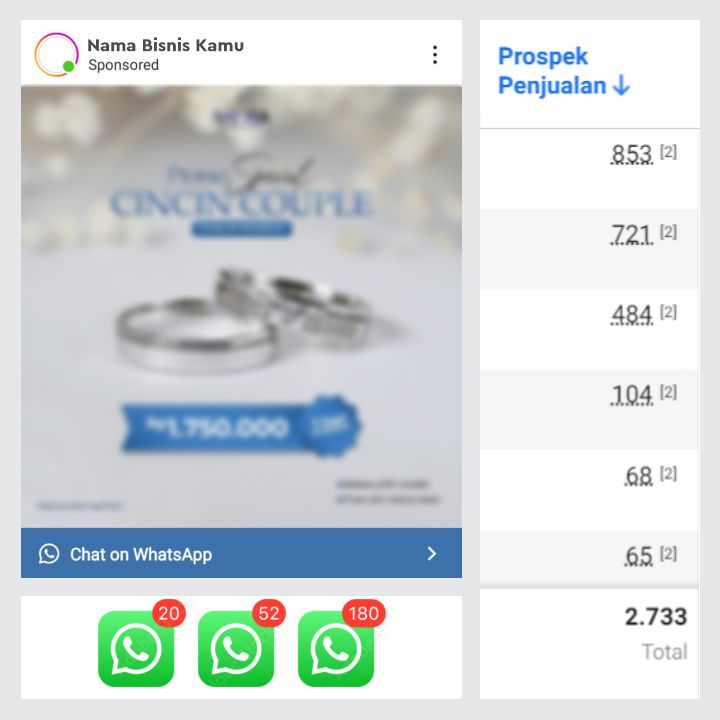 Nama Bisnis Kamu
Sponsored
Promo Special
CINCIN COUPLE
Rp1.750.000
Chat on WhatsApp
20
52
180
Prospek
Penjualan ↓
853 [2]
721 [2]
484 [2]
104 [2]
68 [2]
65 [2]
2.733
Total